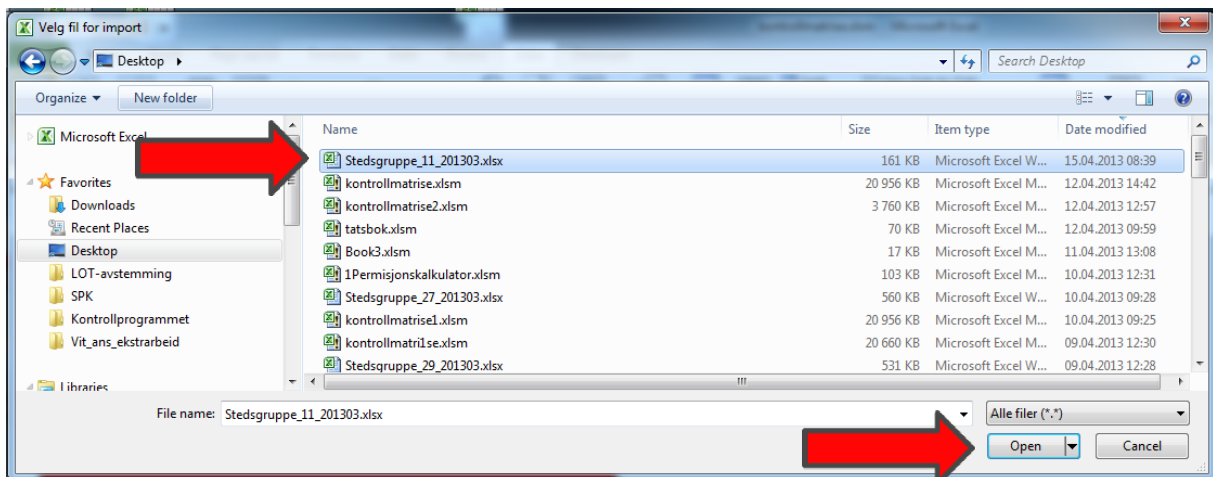 Velg fil for import
Desktop
Search Desktop
Organize
New folder
Microsoft Excel
Favorites
Downloads
Recent Places
Desktop
LOT-avstemming
SPK
Kontrollprogrammet
Vit_ans_ekstrarbeid
Libraries
Name Size Item type Date modified
Stedsgruppe_11_201303.xlsx 161 KB Microsoft Excel W... 15.04.2013 08:39
kontrollmatrise.xlsm 20 956 KB Microsoft Excel M... 12.04.2013 14:42
kontrollmatrise2.xlsm 3 760 KB Microsoft Excel M... 12.04.2013 12:57
tatsbok.xlsm 70 KB Microsoft Excel M... 12.04.2013 09:59
Book3.xlsm 17 KB Microsoft Excel M... 11.04.2013 13:08
1Permisjonskalkulator.xlsm 103 KB Microsoft Excel M... 10.04.2013 12:31
Stedsgruppe_27_201303.xlsx 560 KB Microsoft Excel W... 10.04.2013 09:28
kontrollmatrise1.xlsm 20 956 KB Microsoft Excel M... 10.04.2013 09:25
kontrollmatri1se.xlsm 20 660 KB Microsoft Excel M... 09.04.2013 12:30
Stedsgruppe_29_201303.xlsx 531 KB Microsoft Excel W... 09.04.2013 12:28
File name: Stedsgruppe_11_201303.xlsx
Alle filer (*.*)
Open
Cancel